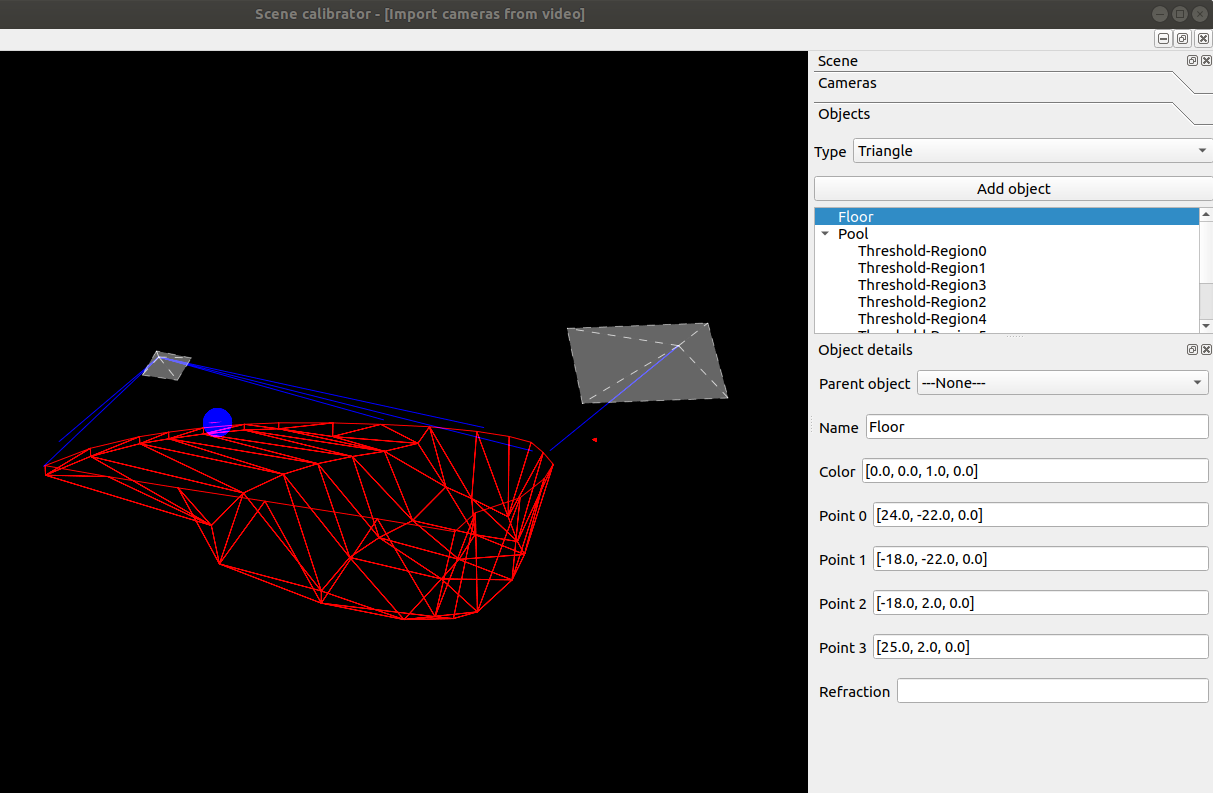 Scene calibrator - [Import cameras from video]
Scene
Cameras
Objects
Type Triangle
Add object
Floor
Pool
Threshold-Region0
Threshold-Region1
Threshold-Region3
Threshold-Region2
Threshold-Region4
Object details
Parent object ---None---
Name Floor
Color [0.0, 0.0, 1.0, 0.0]
Point 0 [24.0, -22.0, 0.0]
Point 1 [-18.0, -22.0, 0.0]
Point 2 [-18.0, 2.0, 0.0]
Point 3 [25.0, 2.0, 0.0]
Refraction